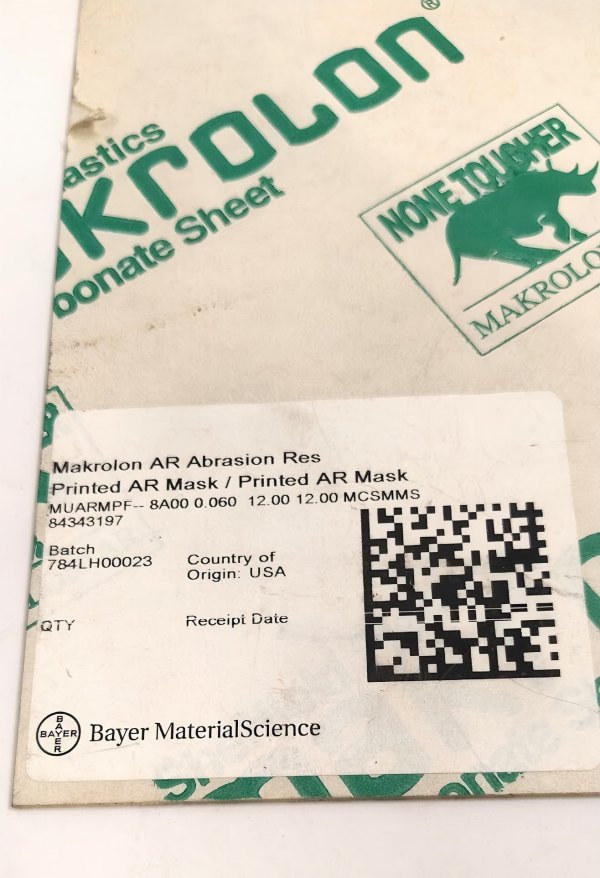 ®
astics
krolon
bonate Sheet
NONE TOUGHER
MAKROLON
Makrolon AR Abrasion Res
Printed AR Mask / Printed AR Mask
MUARMPF-- 8A00 0.060 12.00 12.00 MCSMMS
84343197
Batch
784LH00023
Country of
Origin: USA
QTY
Receipt Date
BAYER
BAYER
Bayer MaterialScience